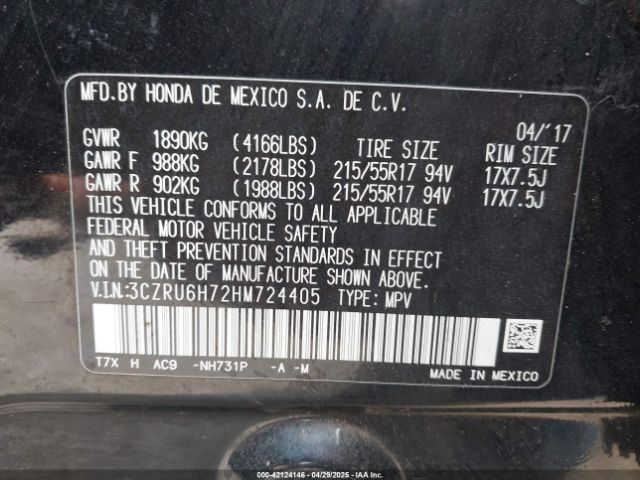 MFD.BY HONDA DE MEXICO S.A. DE C.V.
04/'17
GVWR 1890KG (4166LBS) TIRE SIZE RIM SIZE
GAWR F 988KG (2178LBS) 215/55R17 94V 17X7.5J
GAWR R 902KG (1988LBS) 215/55R17 94V 17X7.5J
THIS VEHICLE CONFORMS TO ALL APPLICABLE
FEDERAL MOTOR VEHICLE SAFETY
AND THEFT PREVENTION STANDARDS IN EFFECT
ON THE DATE OF MANUFACTURE SHOWN ABOVE.
V.I.N.:3CZRU6H72HM724405 TYPE: MPV
T7X H AC9 -NH731P -A -M
MADE IN MEXICO
000-42124146 - 04/29/2025 - IAAI.COM